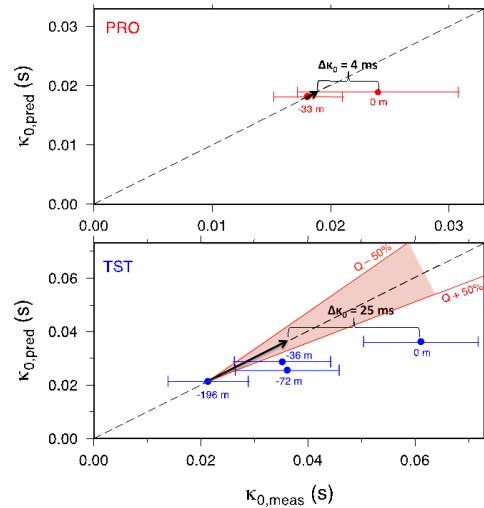 PRO
Δκ0 = 4 ms
-33 m
0 m
κ0,pred (s)
0.03
0.02
0.01
0.00
0.00
0.01
0.02
0.03
TST
Q − 50%
Q + 50%
Δκ0 = 25 ms
-36 m
0 m
-72 m
-196 m
κ0,pred (s)
0.06
0.04
0.02
0.00
0.00
0.02
0.04
0.06
κ0,meas (s)